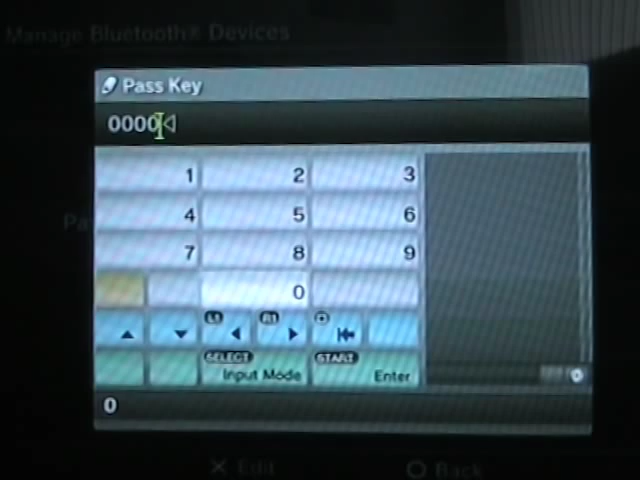 Manage Bluetooth® Devices
Pass Key
0000
1 2 3
4 5 6
7 8 9
0
L1 R1
SELECT START
Input Mode Enter
0
Edit Back